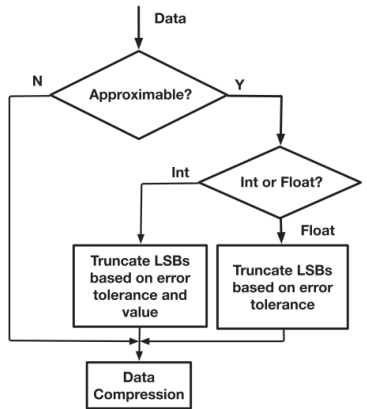 Data
N
Approximable?
Y
Int
Int or Float?
Float
Truncate LSBs
based on error
tolerance and
value
Truncate LSBs
based on error
tolerance
Data
Compression